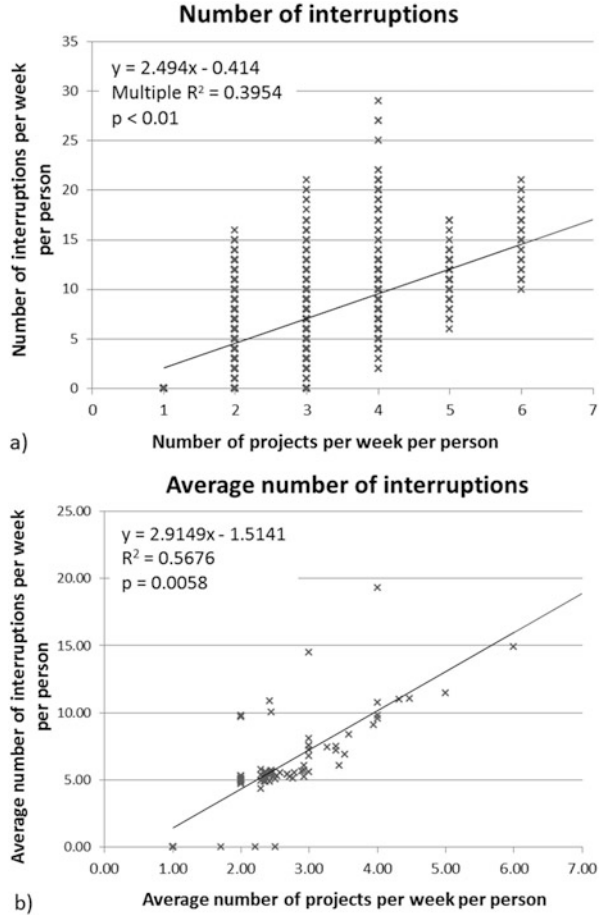 Number of interruptions
y = 2.494x - 0.414
Multiple R² = 0.3954
p < 0.01
Number of interruptions per week
per person
35
30
25
20
15
10
5
0
0 1 2 3 4 5 6 7
a) Number of projects per week per person
Average number of interruptions
y = 2.9149x - 1.5141
R² = 0.5676
p = 0.0058
Average number of interruptions per week
per person
25.00
20.00
15.00
10.00
5.00
0.00
0.00 1.00 2.00 3.00 4.00 5.00 6.00 7.00
b) Average number of projects per week per person